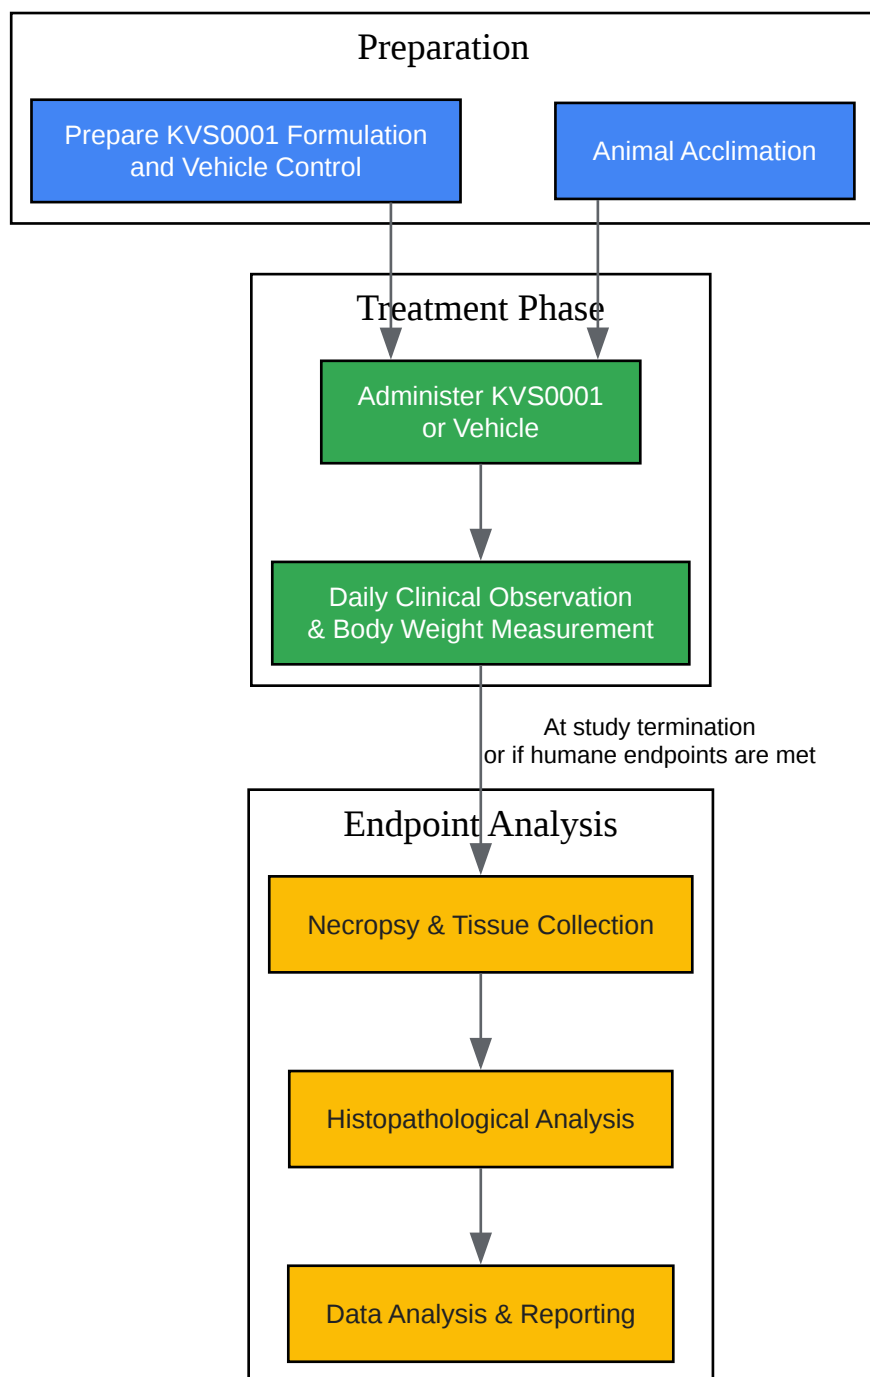 Preparation
Prepare KVS0001 Formulation
and Vehicle Control
Animal Acclimation
Treatment Phase
Administer KVS0001
or Vehicle
Daily Clinical Observation
& Body Weight Measurement
At study termination
or if humane endpoints are met
Endpoint Analysis
Necropsy & Tissue Collection
Histopathological Analysis
Data Analysis & Reporting